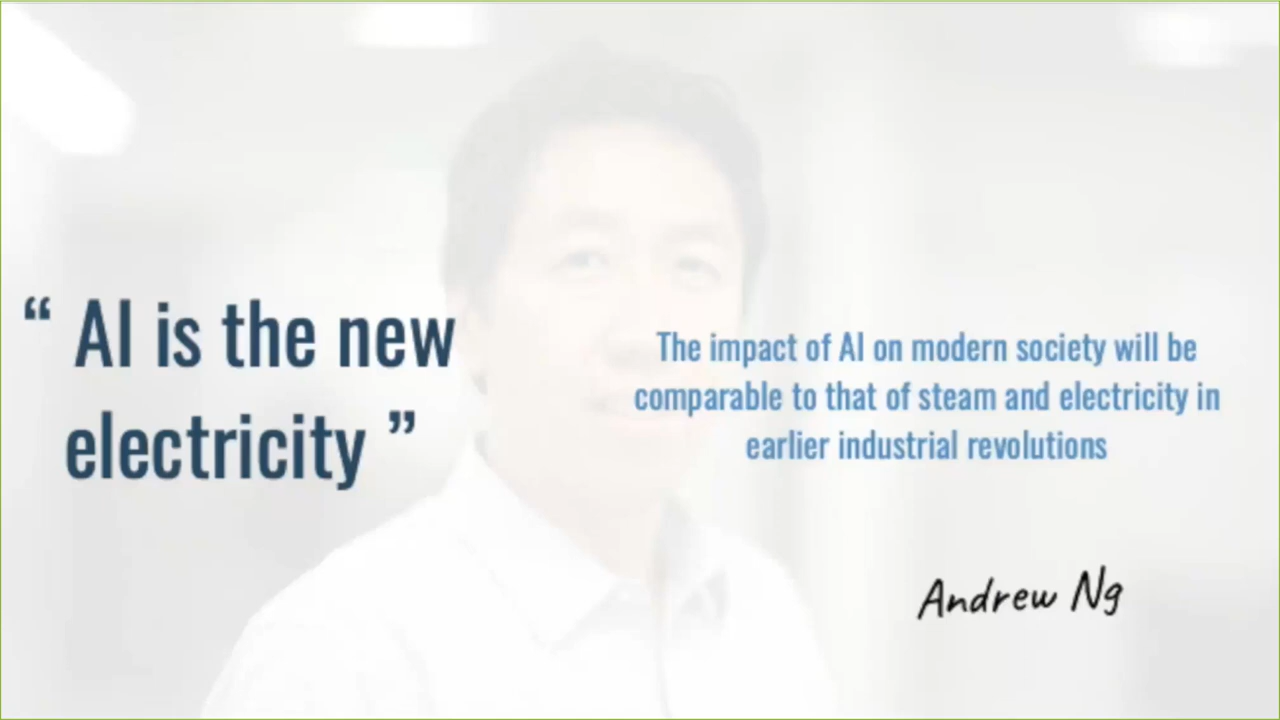 “ AI is the new
electricity ”
The impact of AI on modern society will be
comparable to that of steam and electricity in
earlier industrial revolutions
Andrew Ng